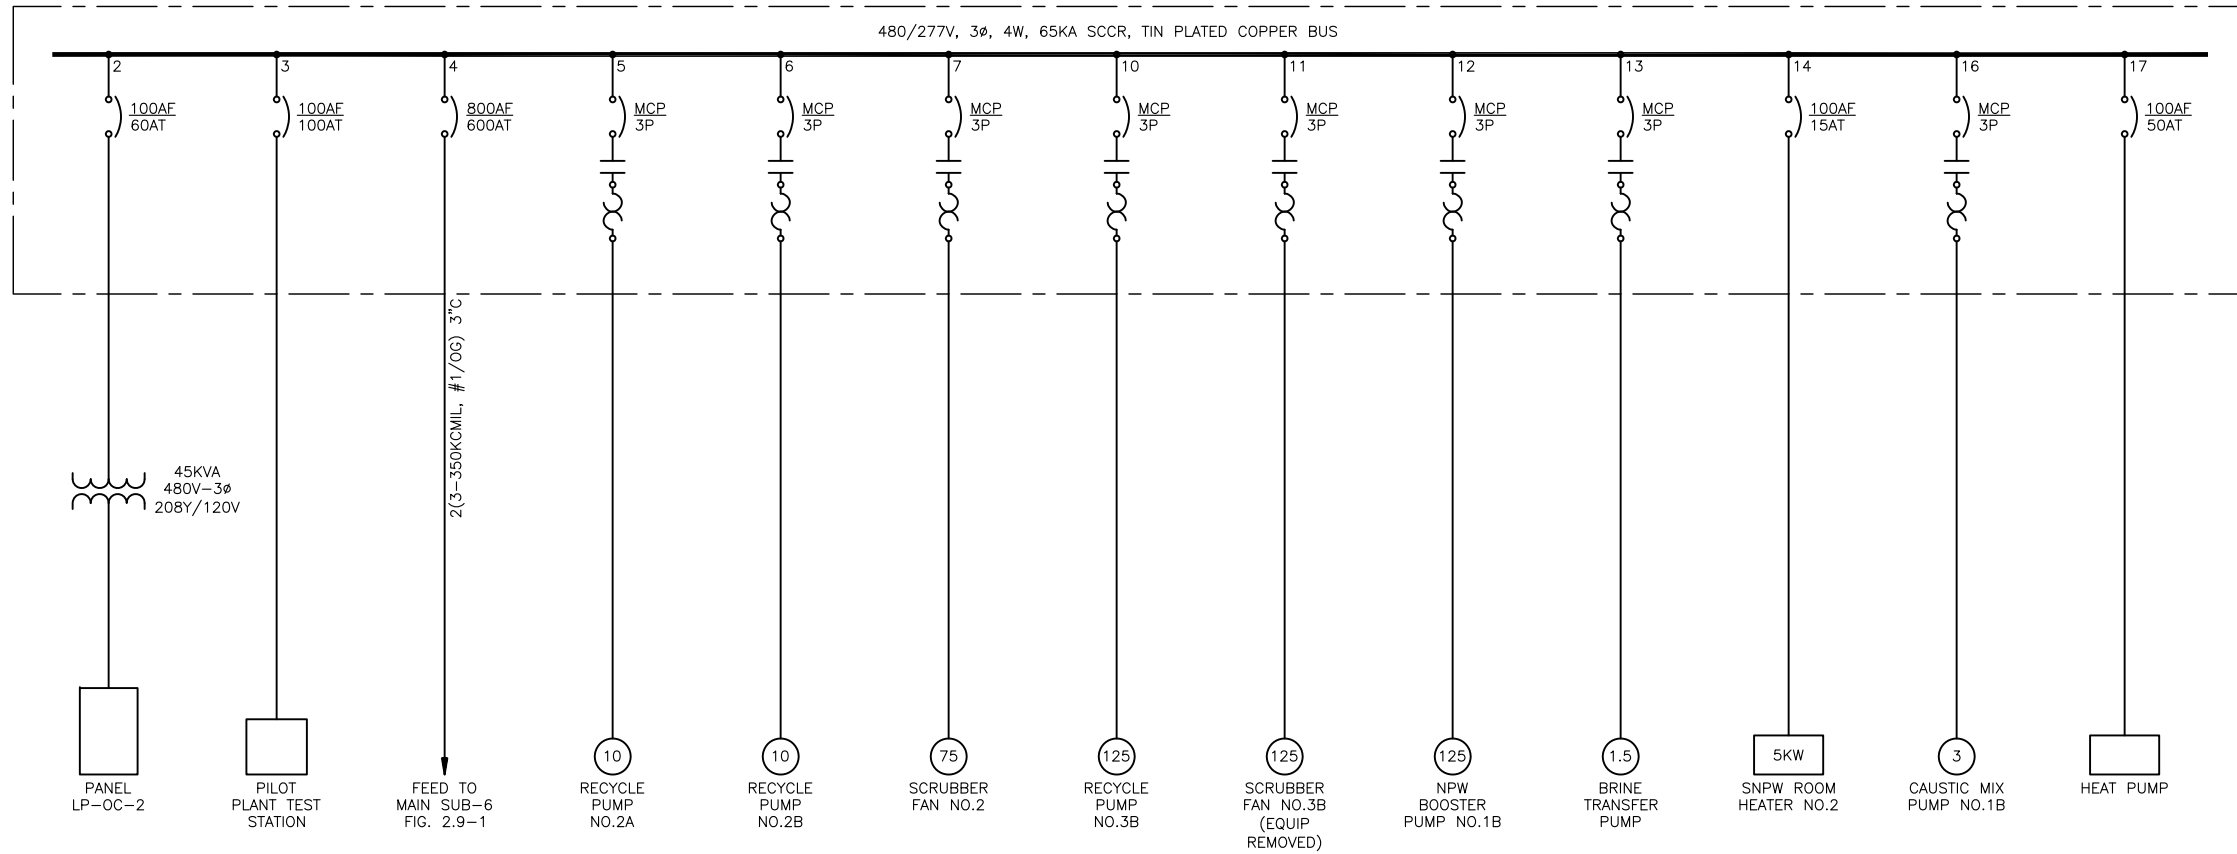 480/277V, 3ø, 4W, 65KA SCCR, TIN PLATED COPPER BUS
2
3
4
5
6
7
10
11
12
13
14
16
17
100AF
60AT
100AF
100AT
800AF
600AT
MCP
3P
MCP
3P
MCP
3P
MCP
3P
MCP
3P
MCP
3P
MCP
3P
100AF
15AT
MCP
3P
100AF
50AT
2(3-350KCMIL, #1/0G) 3"C
45KVA
480V-3ø
208Y/120V
PANEL
LP-OC-2
PILOT
PLANT TEST
STATION
FEED TO
MAIN SUB-6
FIG. 2.9-1
10
RECYCLE
PUMP
NO.2A
10
RECYCLE
PUMP
NO.2B
75
SCRUBBER
FAN NO.2
125
RECYCLE
PUMP
NO.3B
125
SCRUBBER
FAN NO.3B
(EQUIP
REMOVED)
125
NPW
BOOSTER
PUMP NO.1B
1.5
BRINE
TRANSFER
PUMP
5KW
SNPW ROOM
HEATER NO.2
3
CAUSTIC MIX
PUMP NO.1B
HEAT PUMP